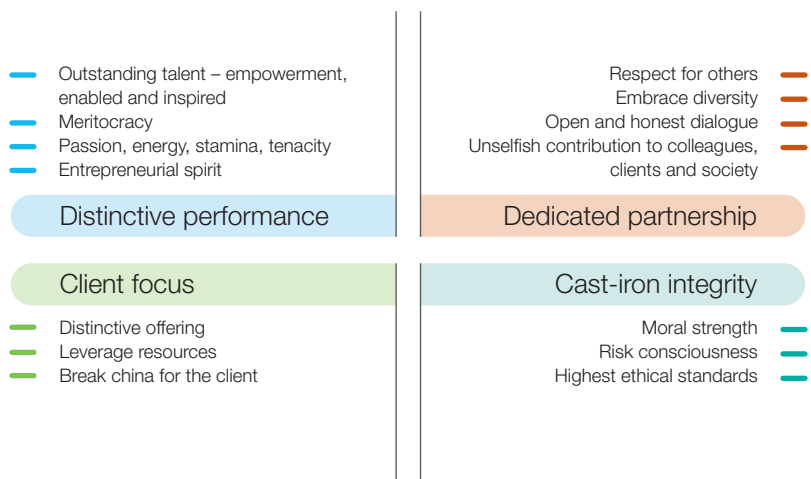 Outstanding talent – empowerment,
enabled and inspired
Meritocracy
Passion, energy, stamina, tenacity
Entrepreneurial spirit
Distinctive performance
Respect for others
Embrace diversity
Open and honest dialogue
Unselfish contribution to colleagues,
clients and society
Dedicated partnership
Client focus
Distinctive offering
Leverage resources
Break china for the client
Cast-iron integrity
Moral strength
Risk consciousness
Highest ethical standards